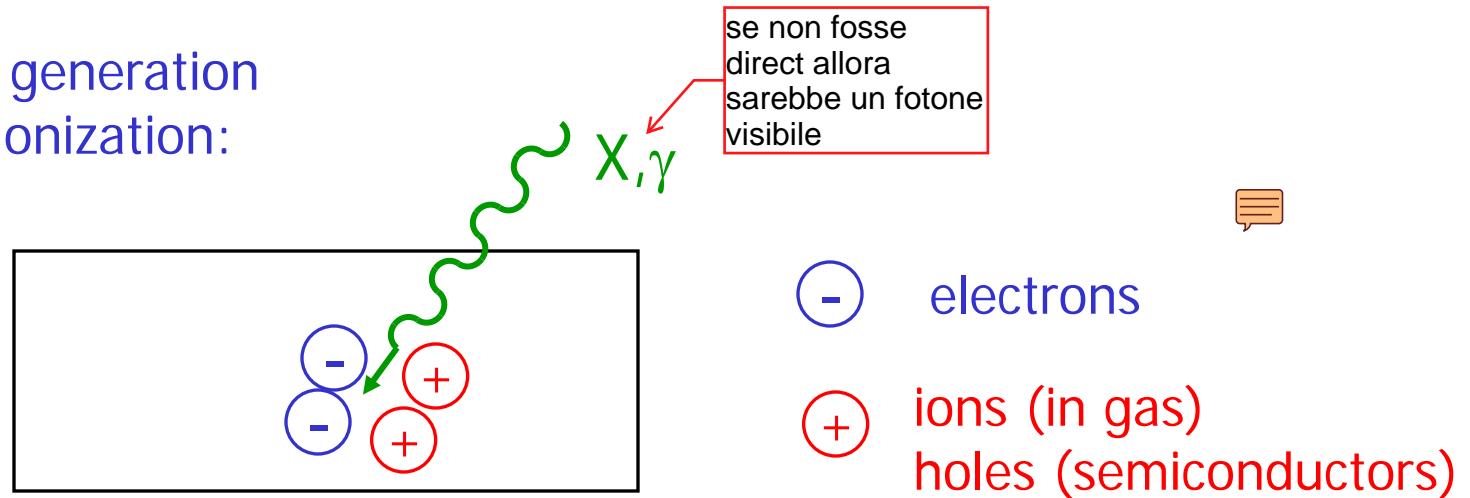 se non fosse
direct allora
sarebbe un fotone
visibile
generation
onization:
X,γ
- electrons
-
+
-
+
+ ions (in gas)
holes (semiconductors)